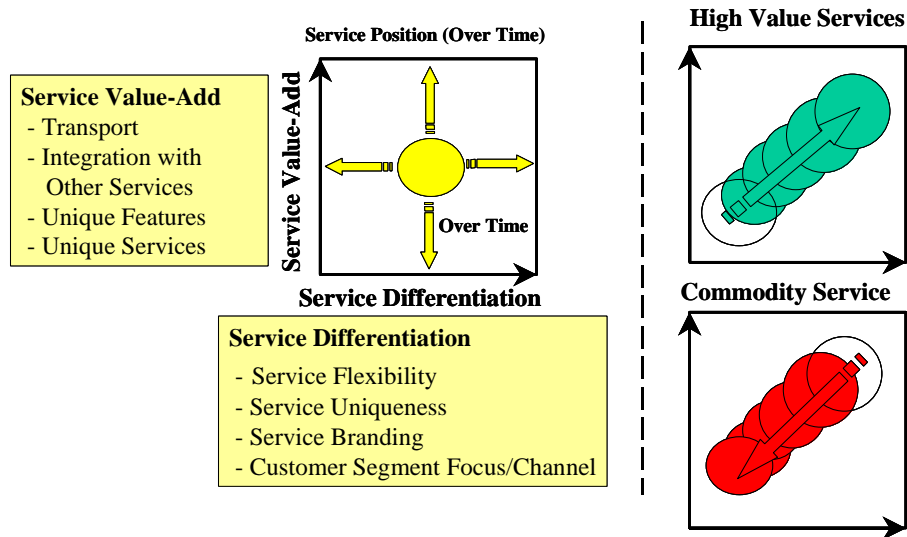 Service Position (Over Time)
Service Value-Add
- Transport
- Integration with
Other Services
- Unique Features
- Unique Services
Service Value-Add
Over Time
Service Differentiation
Service Differentiation
- Service Flexibility
- Service Uniqueness
- Service Branding
- Customer Segment Focus/Channel
High Value Services
Commodity Service